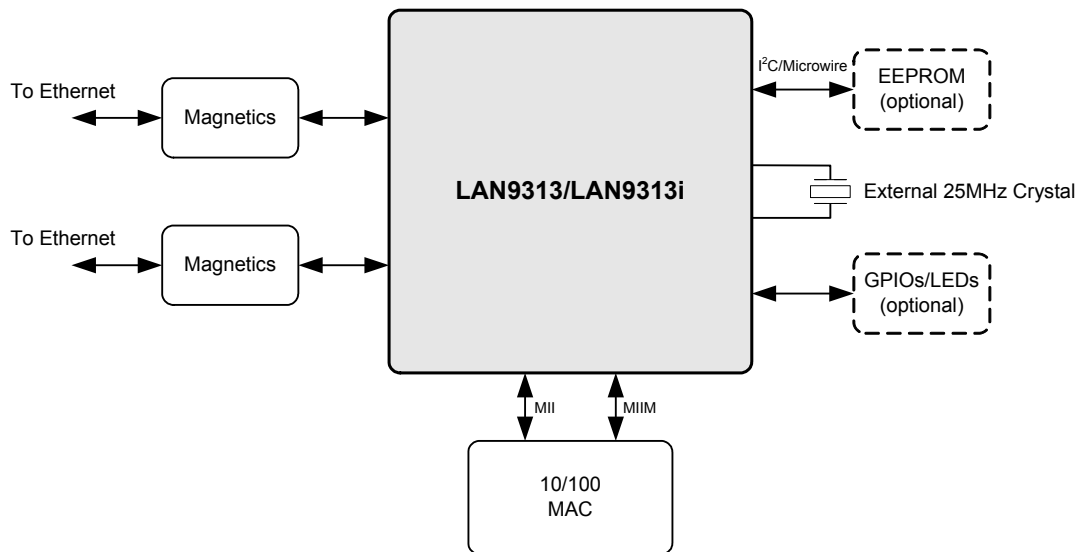 To Ethernet
Magnetics
To Ethernet
Magnetics
LAN9313/LAN9313i
I²C/Microwire
EEPROM
(optional)
External 25MHz Crystal
GPIOs/LEDs
(optional)
MII
MIIM
10/100
MAC